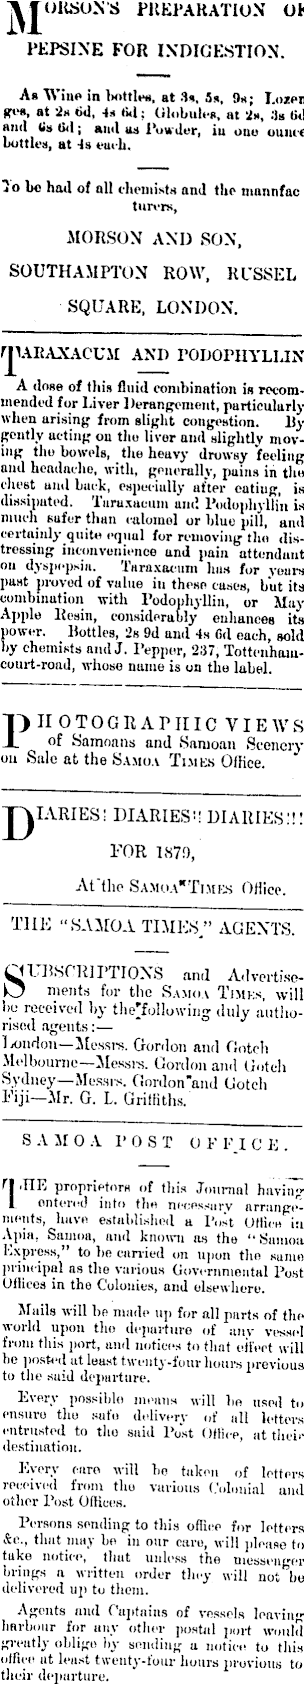 MORSON'S PREPARATION OF
PEPSINE FOR INDIGESTION.
As Wine in bottles, at 3s, 5s, 9s; Lozen
ges, at 2s 6d, 4s 6d; Globules, at 2s, 3s 6d
and 6s 6d; and as Powder, in one ounce
bottles, at 4s each.
To be had of all chemists and the manufac
turers,
MORSON AND SON,
SOUTHAMPTON ROW, RUSSEL
SQUARE, LONDON.
TARAXACUM AND PODOPHYLLIN
A dose of this fluid combination is recom-
mended for Liver Derangement, particularly
when arising from slight congestion. By
gently acting on the liver and slightly mov-
ing the bowels, the heavy drowsy feeling
and headache, with, generally, pains in the
chest and back, especially after eating, is
dissipated. Taraxacum and Podophyllin is
much safer than calomel or blue pill, and
certainly quite equal for removing the dis-
tressing inconvenience and pain attendant
on dyspepsia. Taraxacum has for years
past proved of value in these cases, but its
combination with Podophyllin, or May
Apple Resin, considerably enhances its
power. Bottles, 2s 9d and 4s 6d each, sold
by chemists and J. Pepper, 237, Tottenham-
court-road, whose name is on the label.
PHOTOGRAPHIC VIEWS
of Samoans and Samoan Scenery
on Sale at the SAMOA TIMES Office.
DIARIES! DIARIES!! DIARIES!!!
FOR 1879,
At the SAMOA TIMES Office.
THE "SAMOA TIMES," AGENTS.
SUBSCRIPTIONS and Advertise-
ments for the SAMOA TIMES, will
be received by the following duly autho-
rised agents:—
London—Messrs. Gordon and Gotch
Melbourne—Messrs. Gordon and Gotch
Sydney—Messrs. Gordon and Gotch
Fiji—Mr. G. L. Griffiths.
SAMOA POST OFFICE.
THE proprietors of this Journal having
entered into the necessary arrange-
ments, have established a Post Office in
Apia, Samoa, and known as the "Samoa
Express," to be carried on upon the same
principal as the various Governmental Post
Offices in the Colonies, and elsewhere.
Mails will be made up for all parts of the
world upon the departure of any vessel
from this port, and notices to that effect will
be posted at least twenty-four hours previous
to the said departure.
Every possible means will be used to
ensure the safe delivery of all letters
entrusted to the said Post Office, at their
destination.
Every care will be taken of letters
received from the various Colonial and
other Post Offices.
Persons sending to this office for letters
&c., that may be in our care, will please to
take notice, that unless the messenger
brings a written order they will not be
delivered up to them.
Agents and Captains of vessels leaving
harbour for any other postal port would
greatly oblige by sending a notice to this
office at least twenty-four hours previous to
their departure.